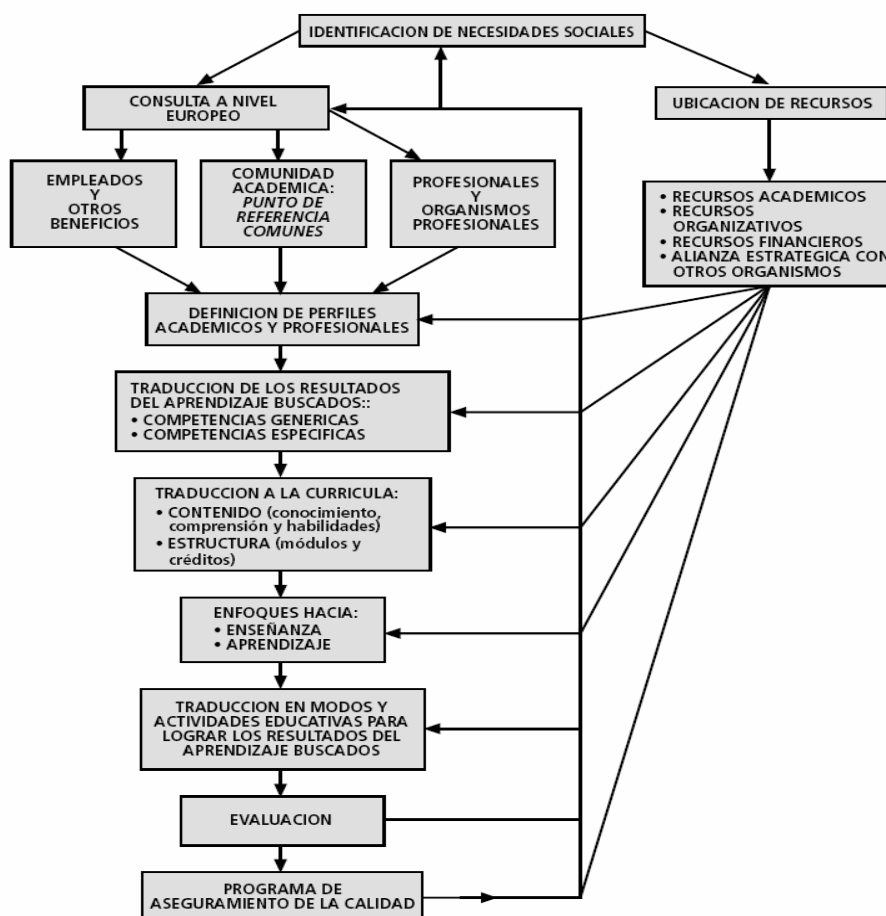 IDENTIFICACION DE NECESIDADES SOCIALES
CONSULTA A NIVEL
EUROPEO
UBICACION DE RECURSOS
EMPLEADOS
Y
OTROS
BENEFICIOS
COMUNIDAD
ACADEMICA:
PUNTO DE
REFERENCIA
COMUNES
PROFESIONALES
Y
ORGANISMOS
PROFESIONALES
• RECURSOS ACADEMICOS
• RECURSOS
ORGANIZATIVOS
• RECURSOS FINANCIEROS
• ALIANZA ESTRATEGICA CON
OTROS ORGANISMOS
DEFINICION DE PERFILES
ACADEMICOS Y PROFESIONALES
TRADUCCION DE LOS RESULTADOS
DEL APRENDIZAJE BUSCADOS::
• COMPETENCIAS GENERICAS
• COMPETENCIAS ESPECIFICAS
TRADUCCION A LA CURRICULA:
• CONTENIDO (conocimiento,
comprensión y habilidades)
• ESTRUCTURA (módulos y
créditos)
ENFOQUES HACIA:
• ENSEÑANZA
• APRENDIZAJE
TRADUCCION EN MODOS Y
ACTIVIDADES EDUCATIVAS PARA
LOGRAR LOS RESULTADOS DEL
APRENDIZAJE BUSCADOS
EVALUACION
PROGRAMA DE
ASEGURAMIENTO DE LA CALIDAD